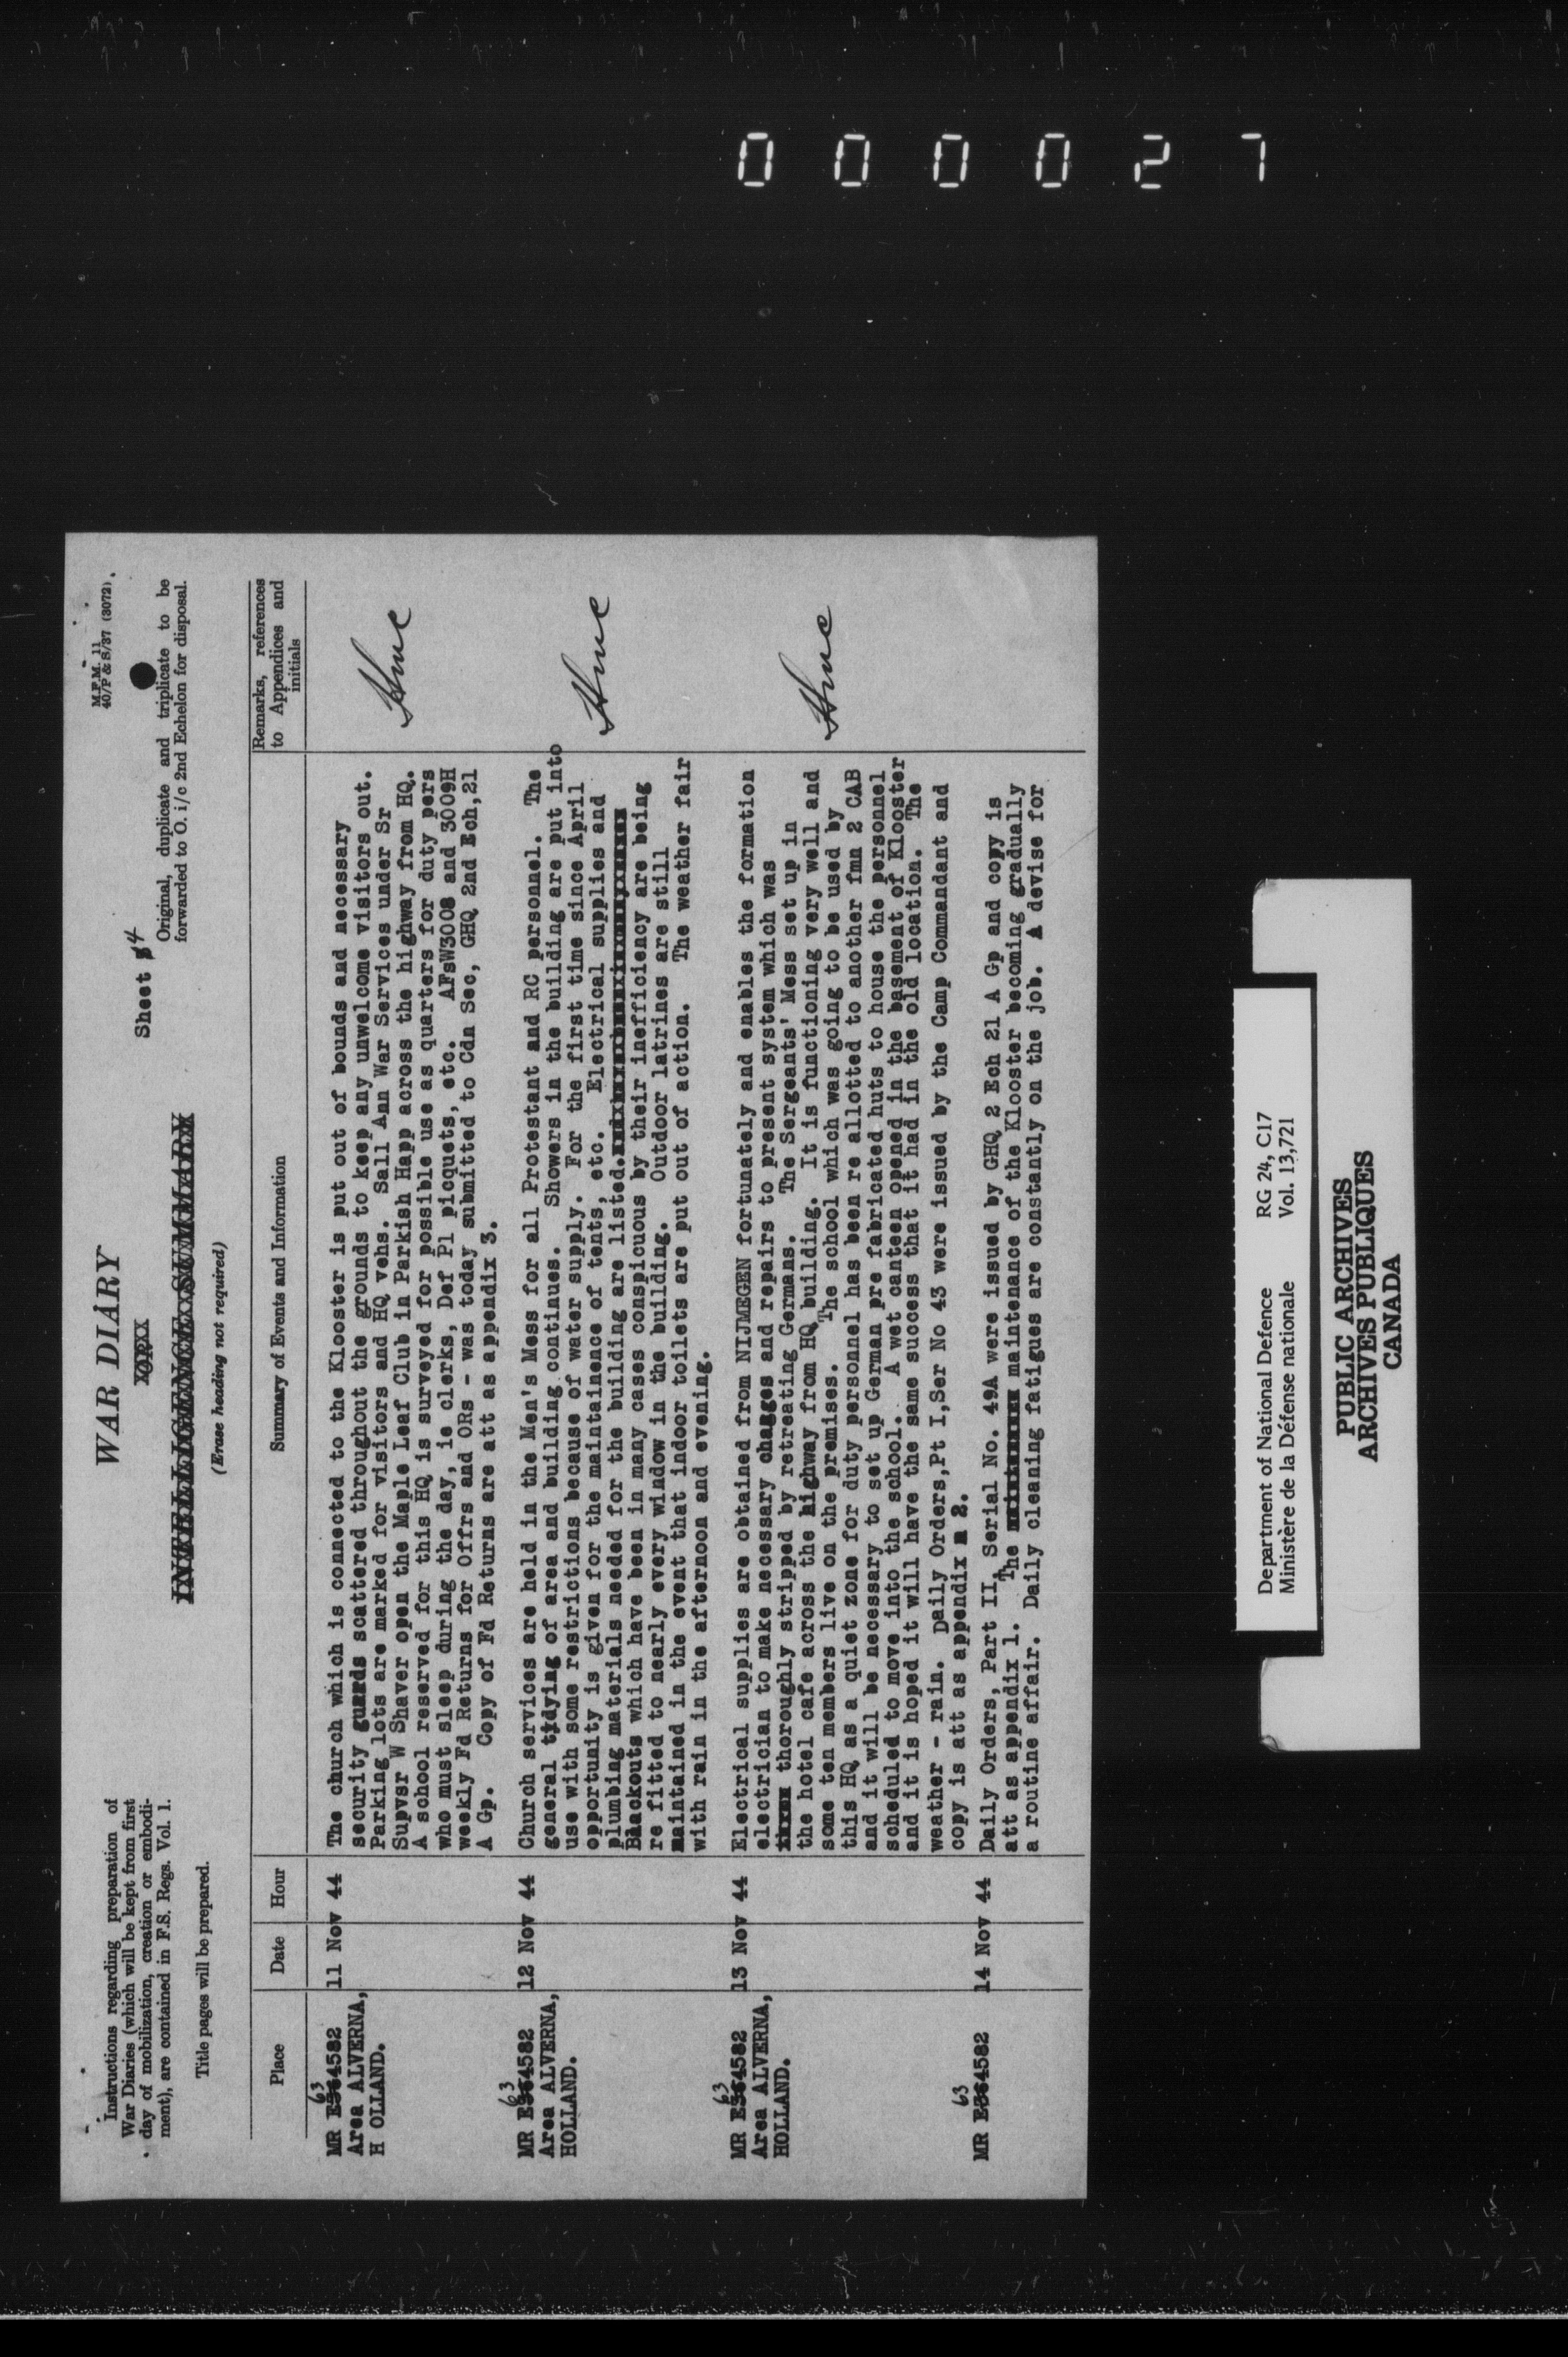 000027
Instructions regarding preparation of
War Diaries (which will be kept from first
day of mobilization, creation or embodi-
ment), are contained in F.S. Regs. Vol. 1.
Title pages will be prepared.
WAR DIARY
XORXX
INTELLIGENCE SUMMARY
(Erase heading not required)
Sheet 4
M.F.M. 11
40/P & S/37 (3072).
Original, duplicate and triplicate to be
forwarded to O. i/c 2nd Echelon for disposal.
Place Date Hour Summary of Events and Information Remarks, references
to Appendices and
initials
63
MR E364582 11 Nov 44 The church which is connected to the Klooster is put out of bounds and necessary
Area ALVERNA, security guards scattered throughout the grounds to keep any unwelcome visitors out.
H OLLAND. Parking lots are marked for visitors and HQ vehs. Sall Ann War Services under Sr
Supvsr W Shaver open the Maple Leaf Club in Parkish Happ across the highway from HQ.
A school reserved for this HQ is surveyed for possible use as quarters for duty pers
who must sleep during the day, ie clerks, Def Pl picquets, etc. AFsW3008 and 3009H
weekly Fd Returns for Offrs and ORs - was today submitted to Cdn Sec, GHQ 2nd Ech,21
A Gp. Copy of Fd Returns are att as appendix 3.
Hmc
63
MR E364582 12 Nov 44 Church services are held in the Men's Mess for all Protestant and RC personnel. The
Area ALVERNA, general tidying of area and building continues. Showers in the building are put into
HOLLAND. use with some restrictions because of water supply. For the first time since April
opportunity is given for the maintainence of tents, etc. Electrical supplies and
plumbing materials needed for the building are listed.
Blackouts which have been in many cases conspicuous by their inefficiency are being
re fitted to nearly every window in the building. Outdoor latrines are still
maintained in the event that indoor toilets are put out of action. The weather fair
with rain in the afternoon and evening.
Hmc
63
MR E364582 13 Nov 44 Electrical supplies are obtained from NIJMEGEN fortunately and enables the formation
Area ALVERNA, electrician to make necessary changes and repairs to present system which was
HOLLAND. thoroughly stripped by retreating Germans. The Sergeants' Mess set up in
the hotel cafe across the highway from HQ building. It is functioning very well and
some ten members live on the premises. The school which was going to be used by
this HQ as a quiet zone for duty personnel has been re allotted to another fmn 2 CAB
and it will be necessary to set up German pre fabricated huts to house the personnel
scheduled to move into the school. A wet canteen opened in the basement of Klooster
and it is hoped it will have the same success that it had in the old location. The
weather - rain. Daily Orders,Pt I,Ser No 43 were issued by the Camp Commandant and
copy is att as appendix 2.
Hmc
63
MR E364582 14 Nov 44 Daily Orders, Part II, Serial No. 49A were issued by GHQ 2 Ech 21 A Gp and copy is
att as appendix 1. The maintenance of the Klooster becoming gradually
a routine affair. Daily cleaning fatigues are constantly on the job. A devise for
Department of National Defence
Ministère de la Défense nationale
RG 24, C17
Vol. 13,721
PUBLIC ARCHIVES
ARCHIVES PUBLIQUES
CANADA